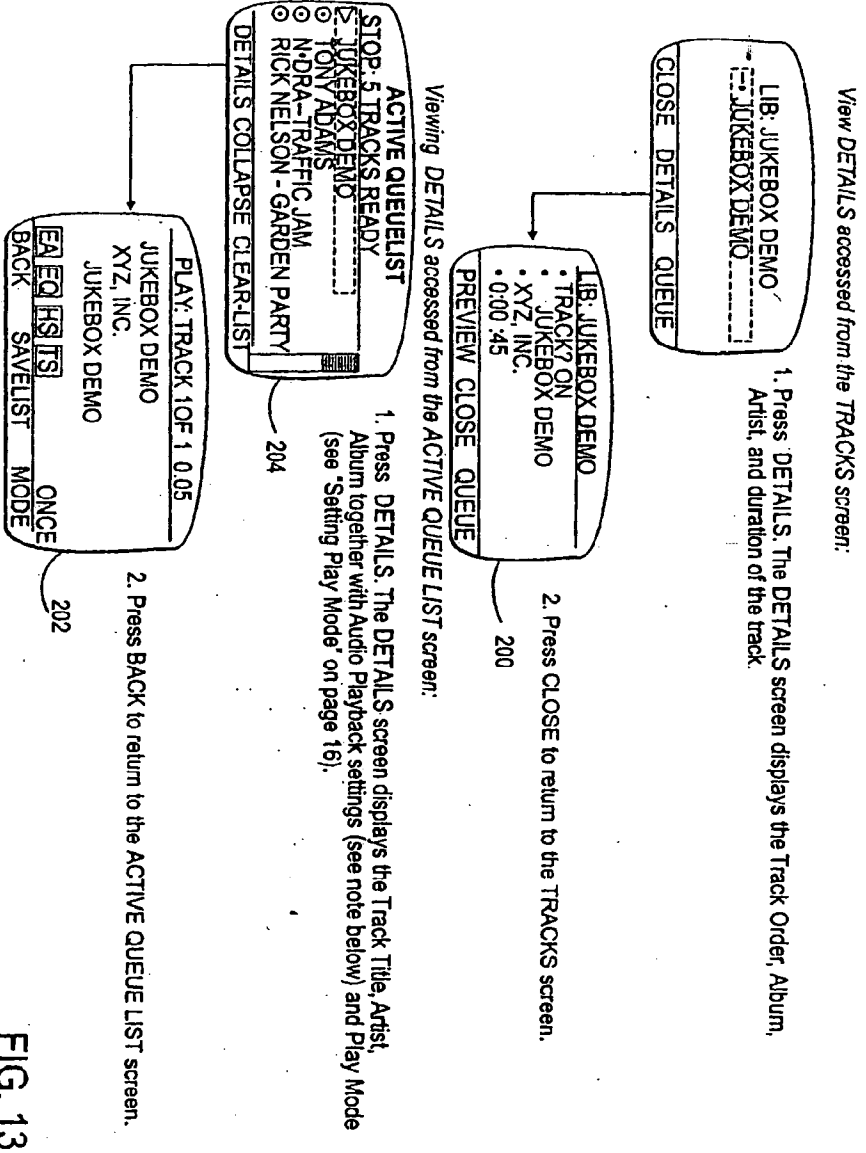 View DETAILS accessed from the TRACKS screen:
LIB: JUKEBOX DEMO
JUKEBOX DEMO
CLOSE DETAILS QUEUE
1. Press DETAILS. The DETAILS screen displays the Track Order, Album,
Artist, and duration of the track.
LIB: JUKEBOX DEMO
• TRACK? ON
• JUKEBOX DEMO
• XYZ, INC.
• 0:00 :45
PREVIEW CLOSE QUEUE
200
2. Press CLOSE to return to the TRACKS screen.
Viewing DETAILS accessed from the ACTIVE QUEUE LIST screen:
ACTIVE QUEUELIST
STOP: 5 TRACKS READY
JUKEBOX DEMO
TONY ADAMS
N•DRA-TRAFFIC JAM
RICK NELSON - GARDEN PARTY
DETAILS COLLAPSE CLEAR-LIST
204
1. Press DETAILS. The DETAILS screen displays the Track Title, Artist,
Album together with Audio Playback settings (see note below) and Play Mode
(see "Setting Play Mode" on page 16).
PLAY: TRACK 1OF 1 0.05
JUKEBOX DEMO
XYZ, INC.
JUKEBOX DEMO
EA EQ HS TS ONCE
BACK SAVELIST MODE
202
2. Press BACK to return to the ACTIVE QUEUE LIST screen.
FIG. 13